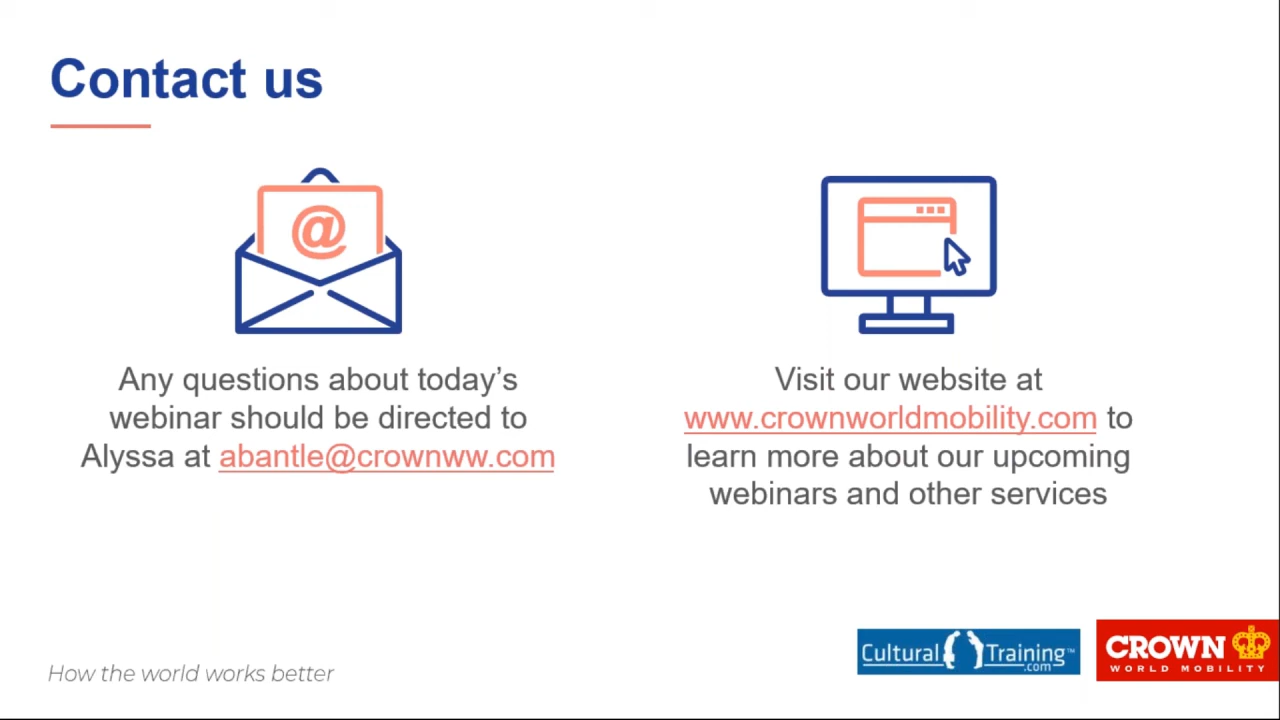 Contact us
@
Any questions about today’s
webinar should be directed to
Alyssa at abantle@crownww.com
Visit our website at
www.crownworldmobility.com to
learn more about our upcoming
webinars and other services
How the world works better
Cultural Training™
.com
CROWN
WORLD MOBILITY